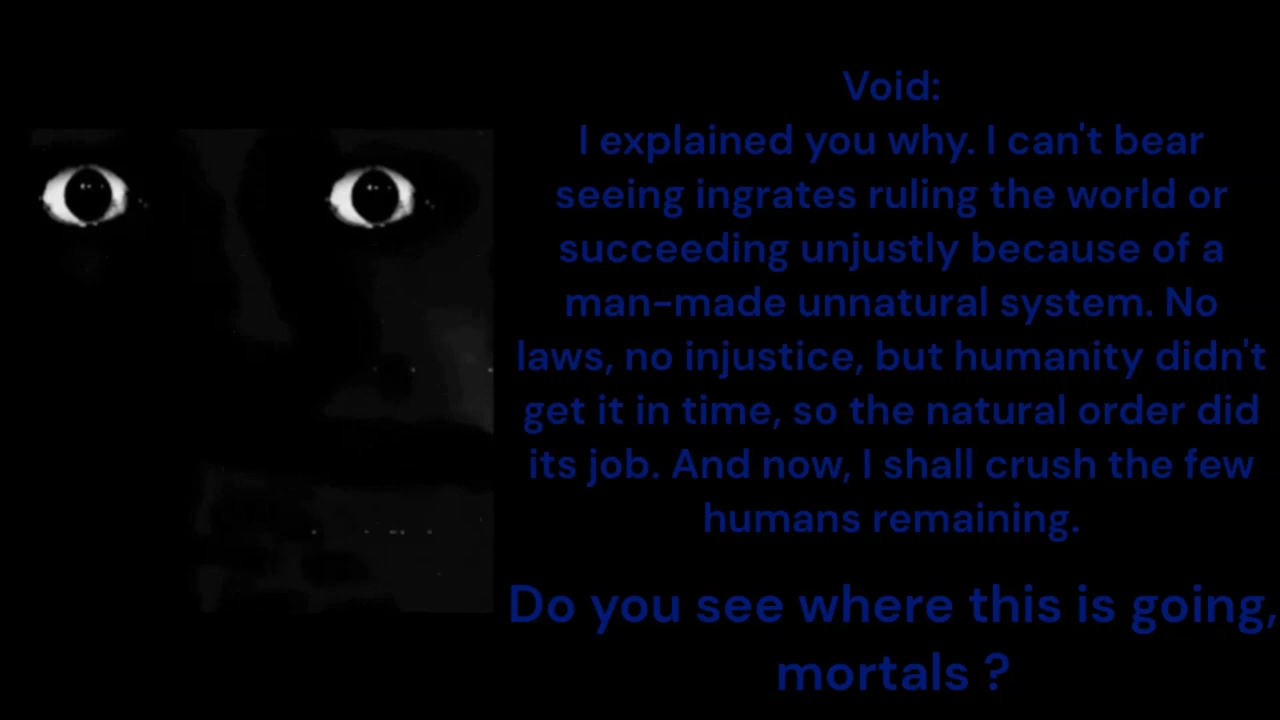 Void:
I explained you why. I can't bear
seeing ingrates ruling the world or
succeeding unjustly because of a
man-made unnatural system. No
laws, no injustice, but humanity didn't
get it in time, so the natural order did
its job. And now, I shall crush the few
humans remaining.
Do you see where this is going,
mortals ?